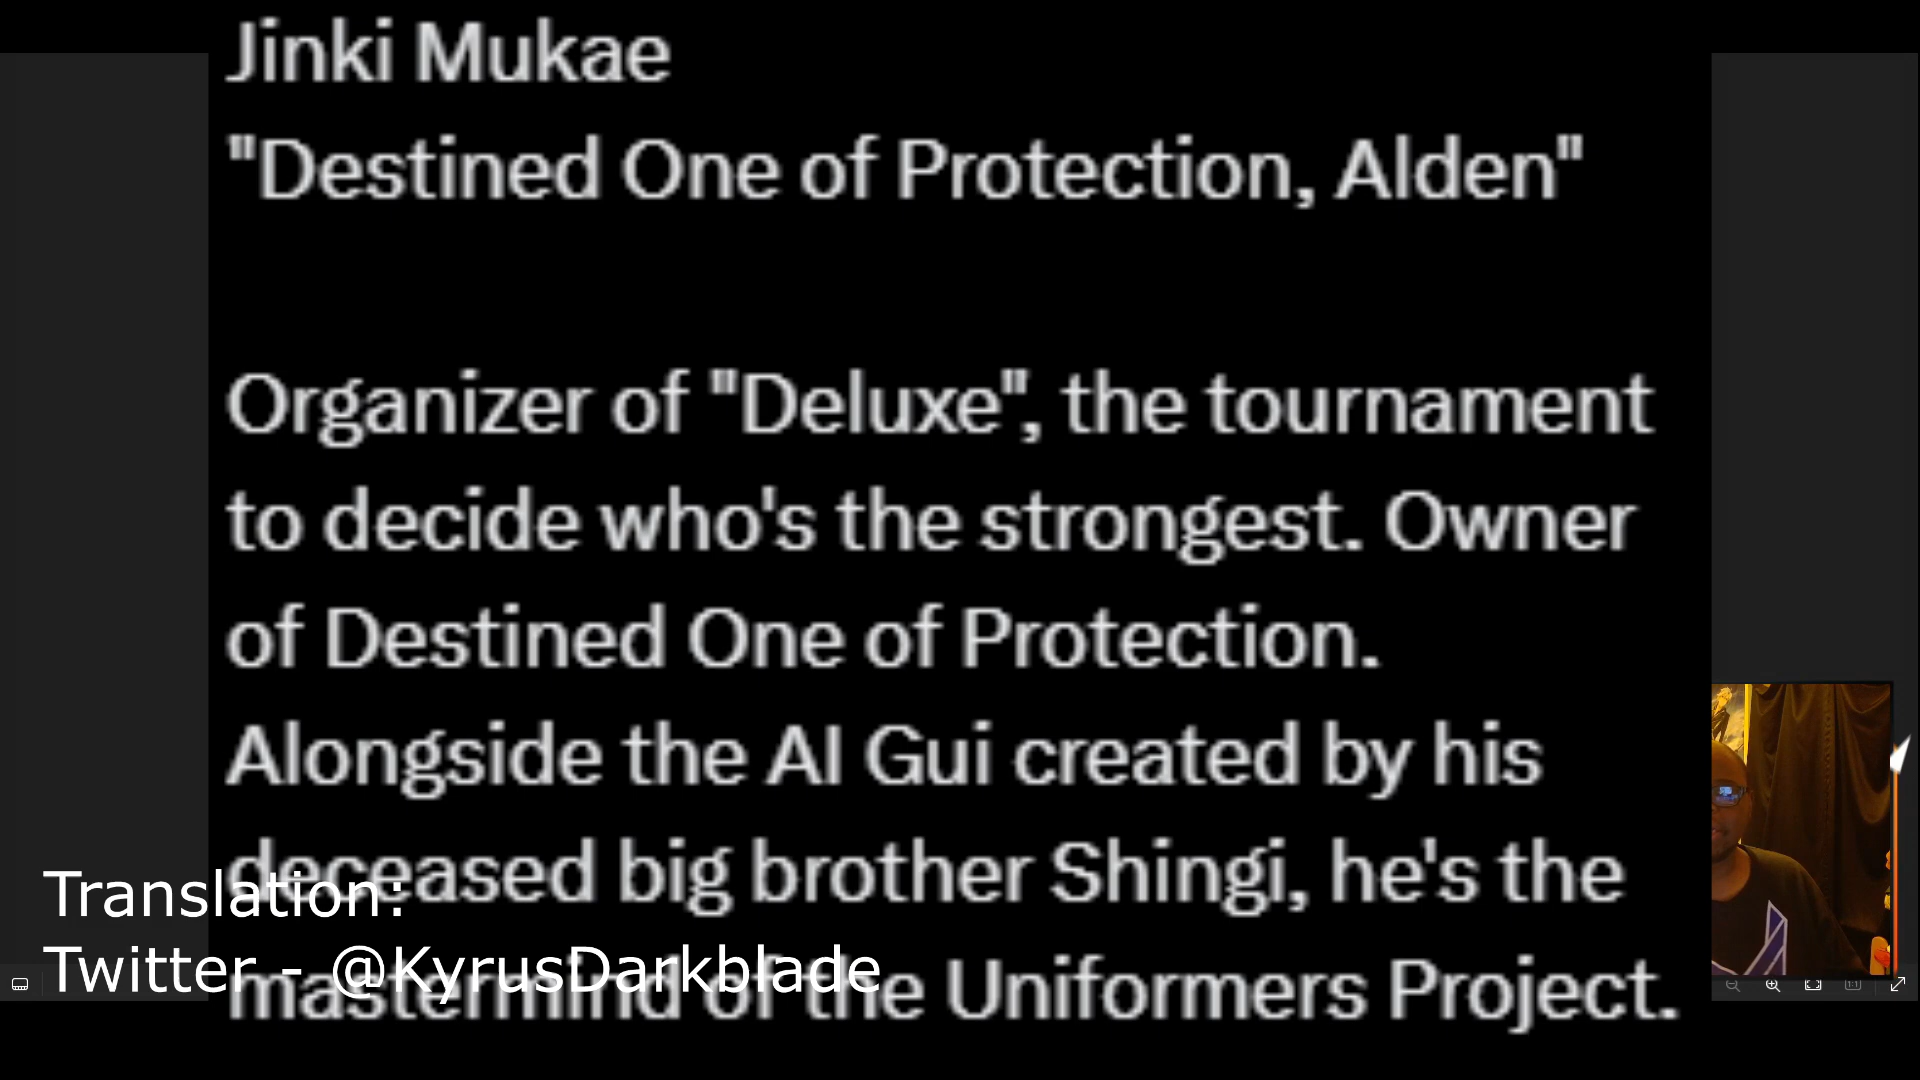 Jinki Mukae
"Destined One of Protection, Alden"
Organizer of "Deluxe", the tournament
to decide who's the strongest. Owner
of Destined One of Protection.
Alongside the AI Gui created by his
deceased big brother Shingi, he's the
mastermind of the Uniformers Project.
Translation:
Twitter - @KyrusDarkblade